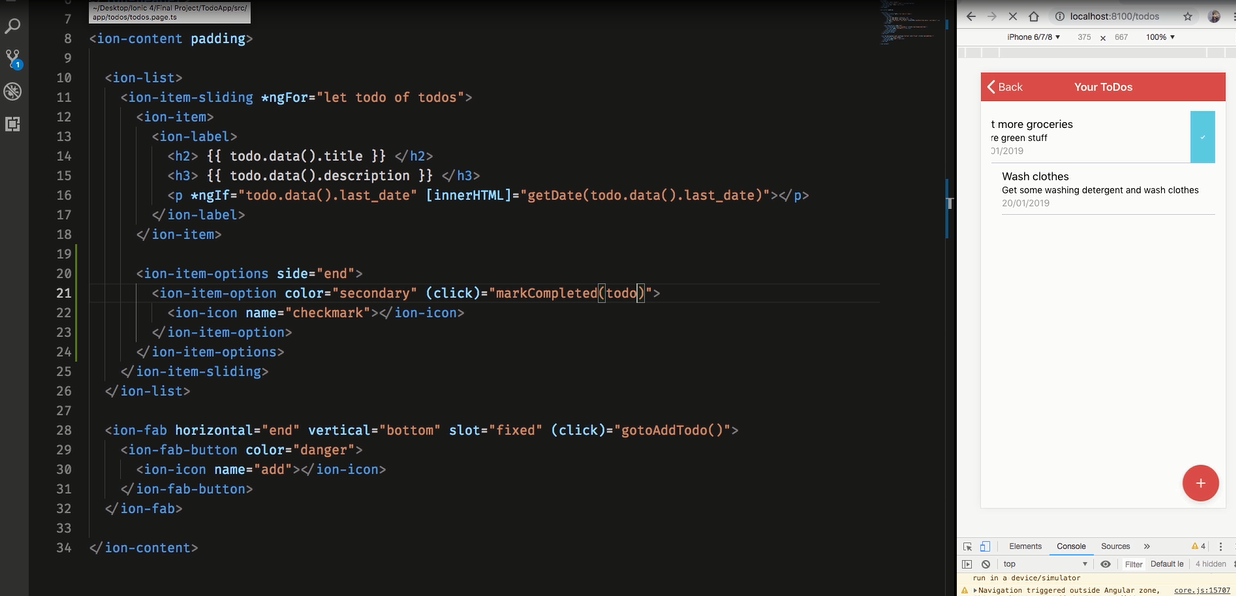 ~/Desktop/Ionic 4/Final Project/TodoApp/src/
app/todos/todos.page.ts
7
8 <ion-content padding>
9
10 <ion-list>
11 <ion-item-sliding *ngFor="let todo of todos">
12 <ion-item>
13 <ion-label>
14 <h2> {{ todo.data().title }} </h2>
15 <h3> {{ todo.data().description }} </h3>
16 <p *ngIf="todo.data().last_date" [innerHTML]="getDate(todo.data().last_date)"></p>
17 </ion-label>
18 </ion-item>
19
20 <ion-item-options side="end">
21 <ion-item-option color="secondary" (click)="markCompleted(todo)">
22 <ion-icon name="checkmark"></ion-icon>
23 </ion-item-option>
24 </ion-item-options>
25 </ion-item-sliding>
26 </ion-list>
27
28 <ion-fab horizontal="end" vertical="bottom" slot="fixed" (click)="gotoAddTodo()">
29 <ion-fab-button color="danger">
30 <ion-icon name="add"></ion-icon>
31 </ion-fab-button>
32 </ion-fab>
33
34 </ion-content>
1
localhost:8100/todos
iPhone 6/7/8 ▾ 375 × 667 100% ▾
Back Your ToDos
t more groceries
re green stuff
01/2019
Wash clothes
Get some washing detergent and wash clothes
20/01/2019
+
Elements Console Sources » 4
top ▾ Filter Default le 4 hidden
run in a device/simulator
Navigation triggered outside Angular zone, core.js:15707